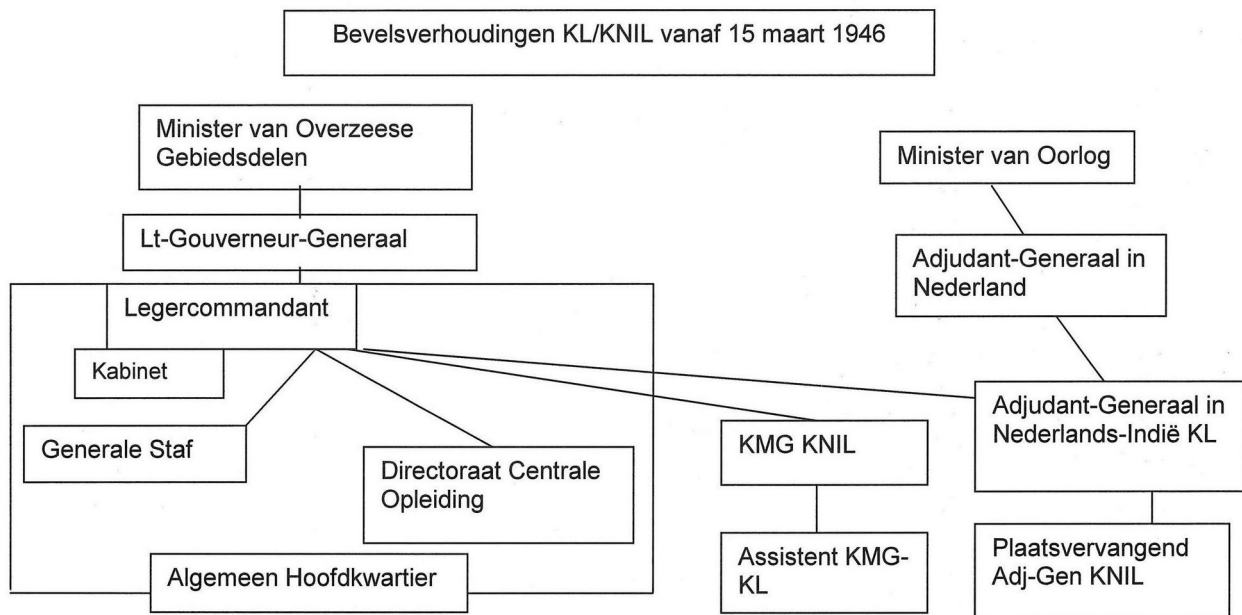 Bevelsverhoudingen KL/KNIL vanaf 15 maart 1946
Minister van Overzeese
Gebiedsdelen
Minister van Oorlog
Lt-Gouverneur-Generaal
Adjudant-Generaal in
Nederland
Legercommandant
Kabinet
Generale Staf
Directoraat Centrale
Opleiding
KMG KNIL
Adjudant-Generaal in
Nederlands-Indië KL
Assistent KMG-
KL
Plaatsvervangend
Adj-Gen KNIL
Algemeen Hoofdkwartier